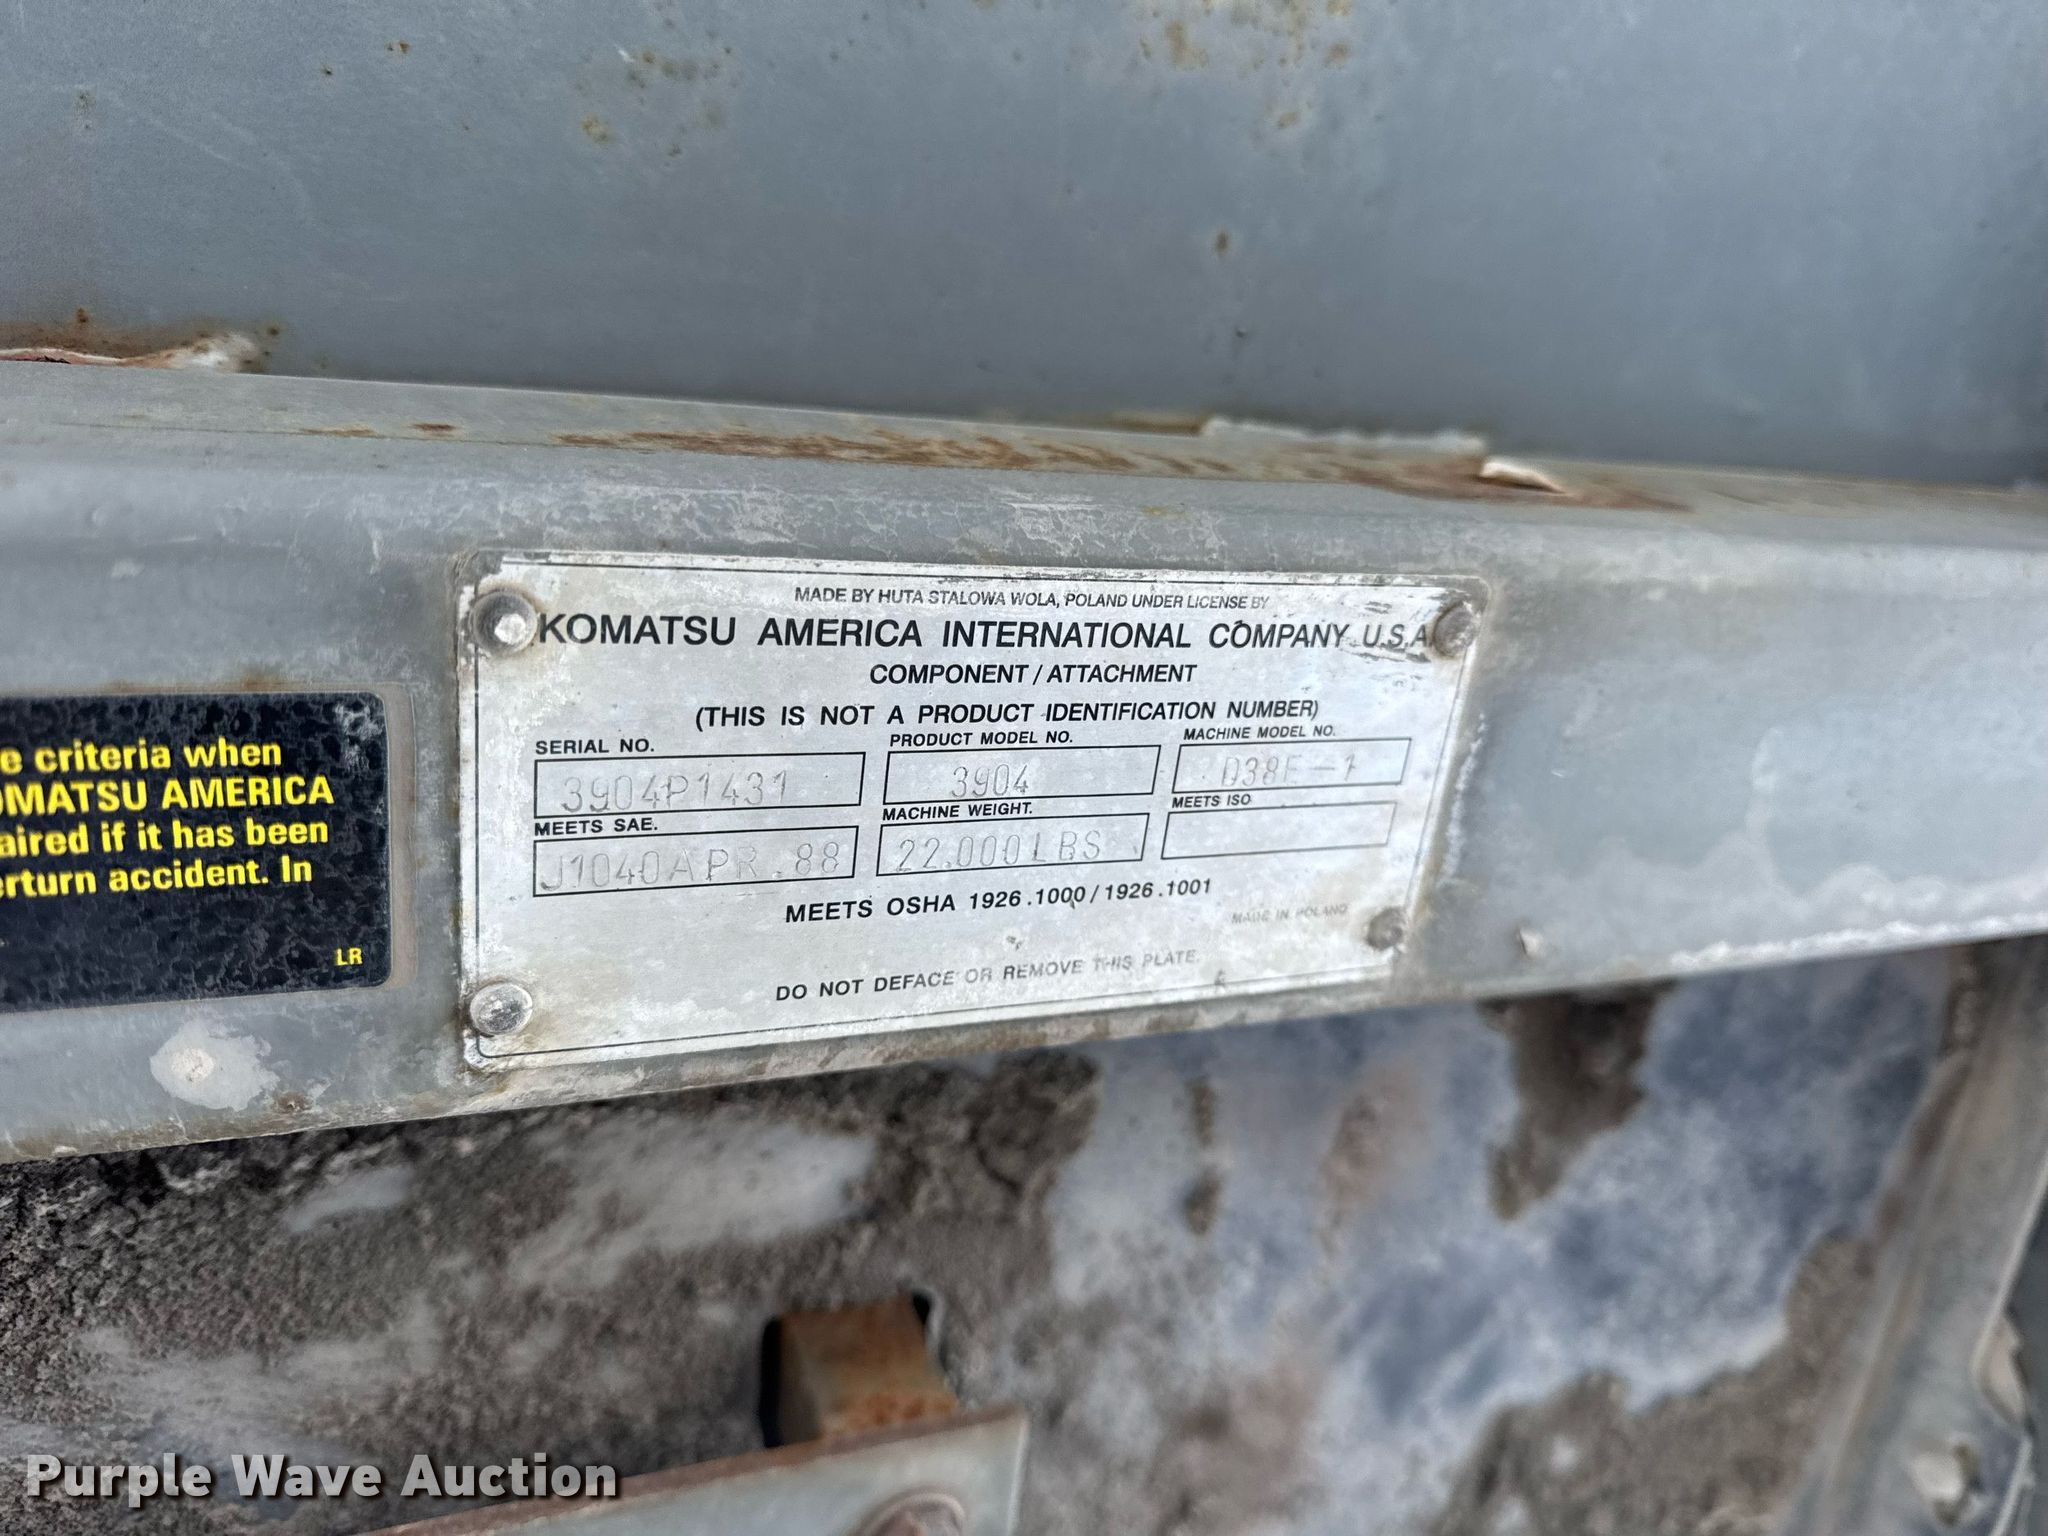 MADE BY HUTA STALOWA WOLA, POLAND UNDER LICENSE BY
KOMATSU AMERICA INTERNATIONAL COMPANY U.S.A
COMPONENT / ATTACHMENT
(THIS IS NOT A PRODUCT IDENTIFICATION NUMBER)
SERIAL NO. PRODUCT MODEL NO. MACHINE MODEL NO.
3904P1431 3904 D38E-1
MEETS SAE. MACHINE WEIGHT. MEETS ISO
J1040APR.88 22.000LBS
MEETS OSHA 1926.1000 / 1926.1001
MADE IN POLAND
DO NOT DEFACE OR REMOVE THIS PLATE.
e criteria when
OMATSU AMERICA
aired if it has been
erturn accident. In
LR
Purple Wave Auction